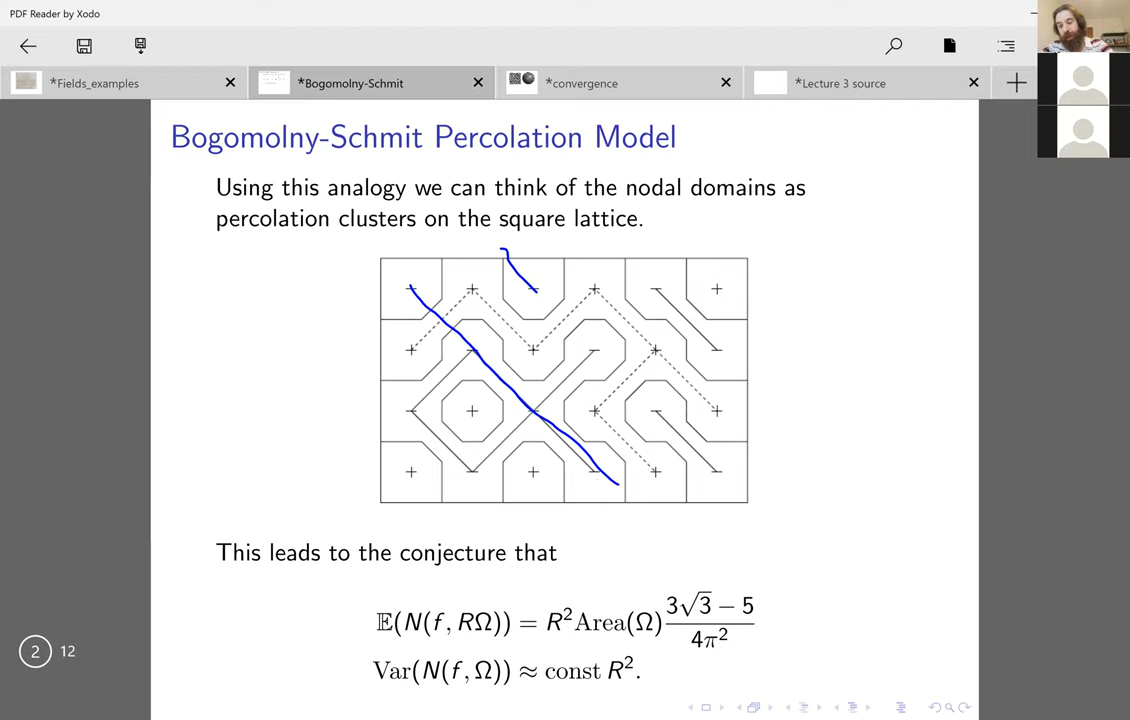 PDF Reader by Xodo
*Fields_examples
*Bogomolny-Schmit
*convergence
*Lecture 3 source
Bogomolny-Schmit Percolation Model
Using this analogy we can think of the nodal domains as
percolation clusters on the square lattice.
This leads to the conjecture that
𝔼(N(f, RΩ)) = R²Area(Ω) (3√3 − 5)/(4π²)
Var(N(f, Ω)) ≈ const R².
2 12